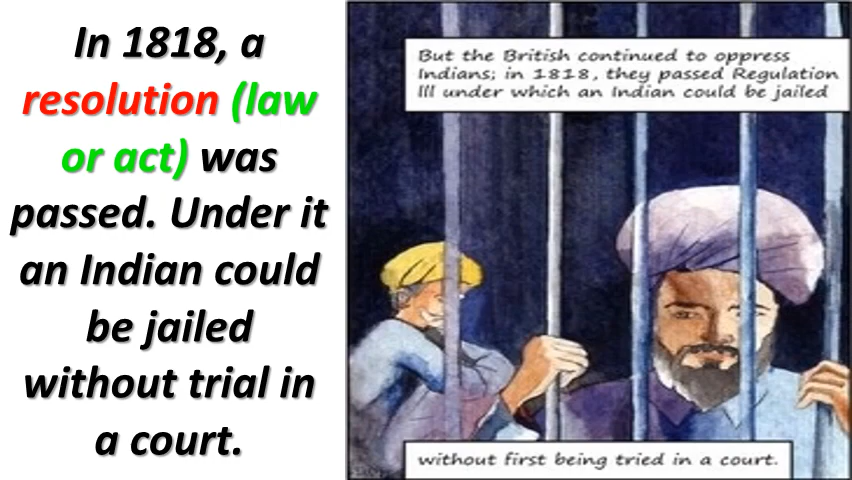 In 1818, a
resolution (law
or act) was
passed. Under it
an Indian could
be jailed
without trial in
a court.
But the British continued to oppress
Indians; in 1818, they passed Regulation
III under which an Indian could be jailed
without first being tried in a court.